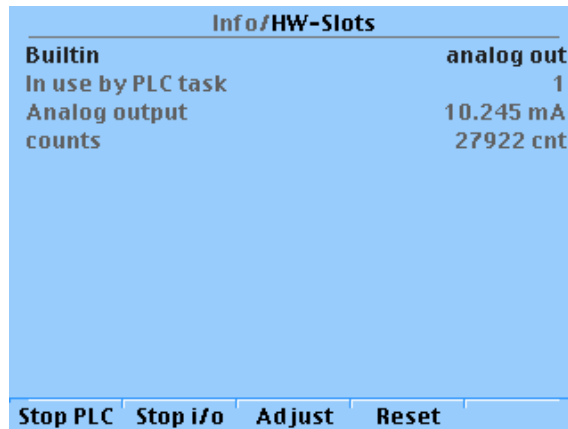 Info/HW-Slots
Builtin analog out
In use by PLC task 1
Analog output 10.245 mA
counts 27922 cnt
Stop PLC Stop i/o Adjust Reset